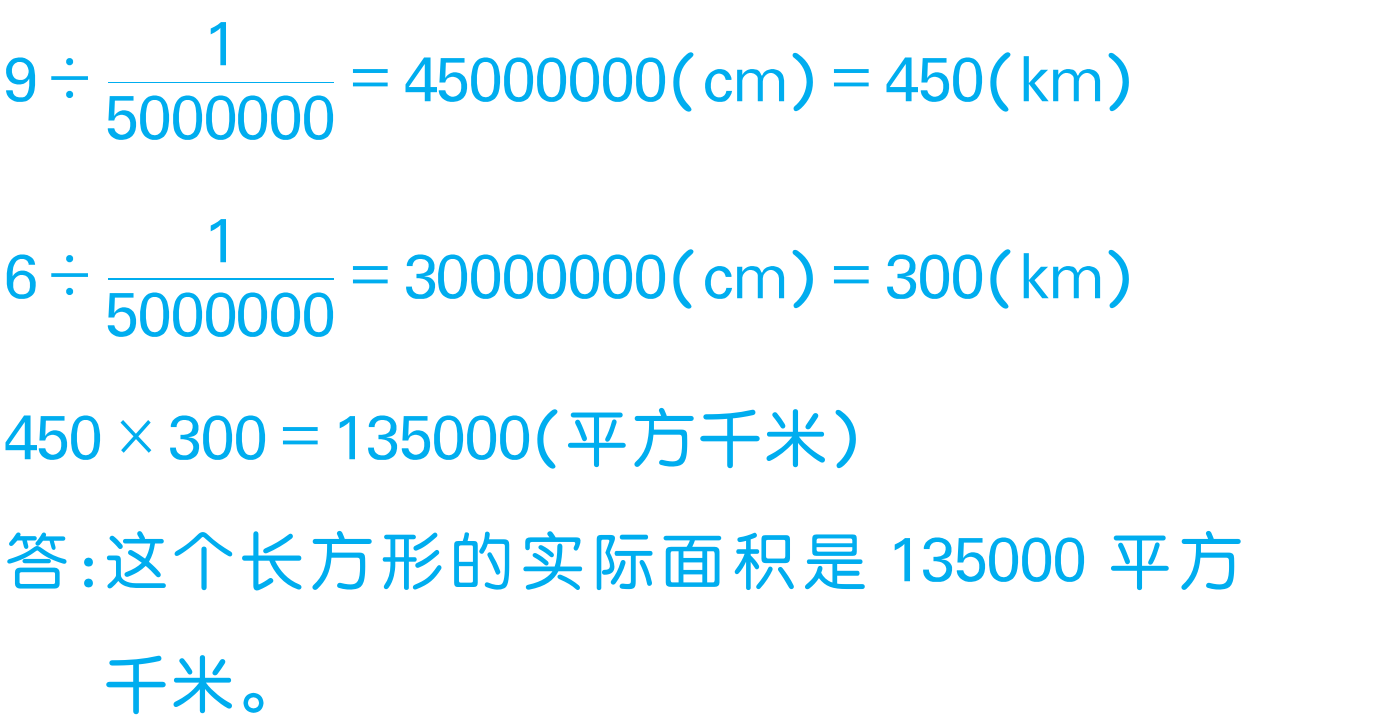 9÷1/5000000=45000000(cm)=450(km)
6÷1/5000000=30000000(cm)=300(km)
450×300=135000(平方千米)
答:这个长方形的实际面积是 135000 平方
千米。